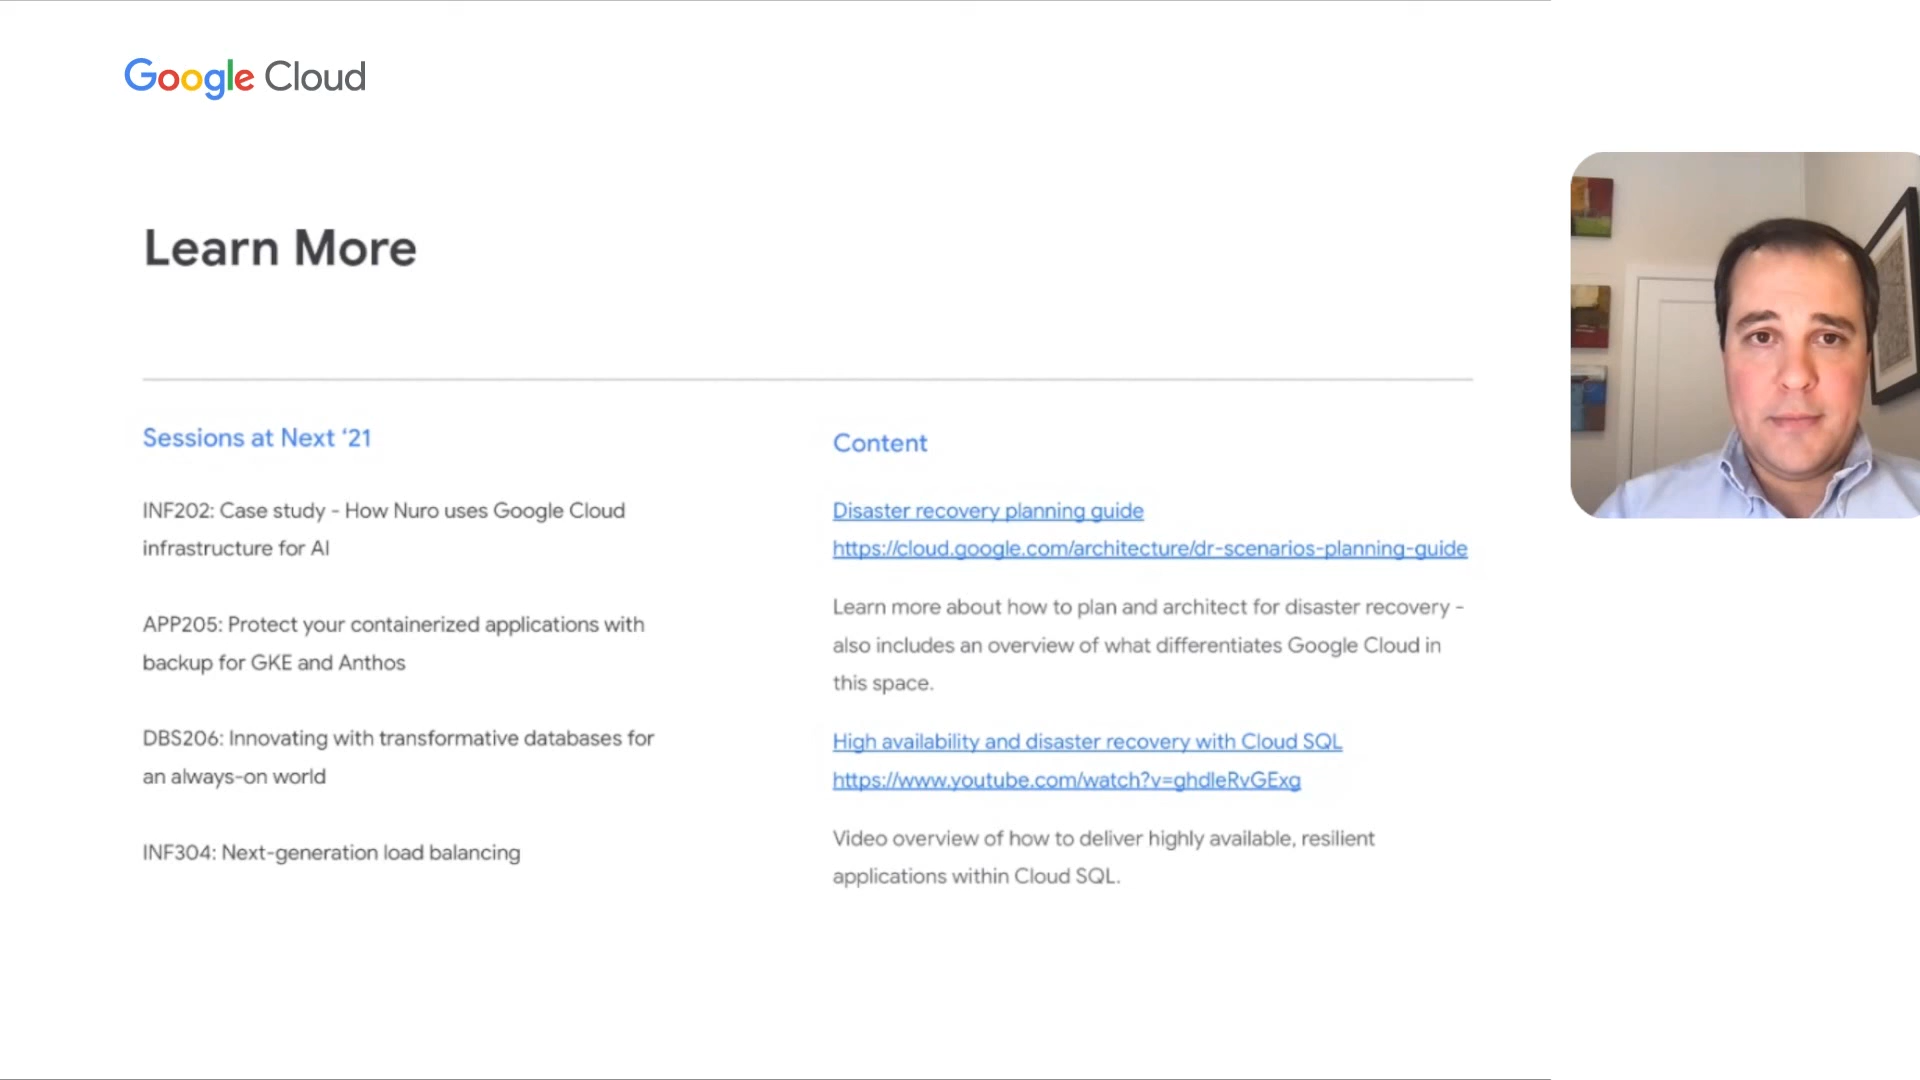 Google Cloud
Learn More
Sessions at Next ‘21
INF202: Case study - How Nuro uses Google Cloud
infrastructure for AI
APP205: Protect your containerized applications with
backup for GKE and Anthos
DBS206: Innovating with transformative databases for
an always-on world
INF304: Next-generation load balancing
Content
Disaster recovery planning guide
https://cloud.google.com/architecture/dr-scenarios-planning-guide
Learn more about how to plan and architect for disaster recovery -
also includes an overview of what differentiates Google Cloud in
this space.
High availability and disaster recovery with Cloud SQL
https://www.youtube.com/watch?v=ghdleRvGExg
Video overview of how to deliver highly available, resilient
applications within Cloud SQL.